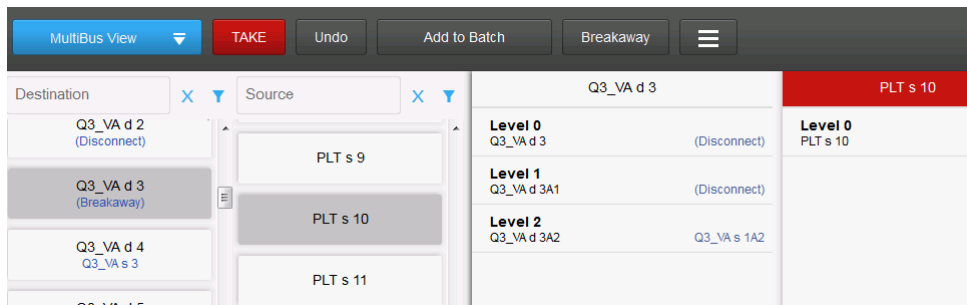 MultiBus View
TAKE
Undo
Add to Batch
Breakaway
Destination
X
Source
X
Q3_VA d 2
(Disconnect)
Q3_VA d 3
(Breakaway)
Q3_VA d 4
Q3_VA s 3
PLT s 9
PLT s 10
PLT s 11
Q3_VA d 3
Level 0
Q3_VA d 3 (Disconnect)
Level 1
Q3_VA d 3A1 (Disconnect)
Level 2
Q3_VA d 3A2 Q3_VA s 1A2
PLT s 10
Level 0
PLT s 10